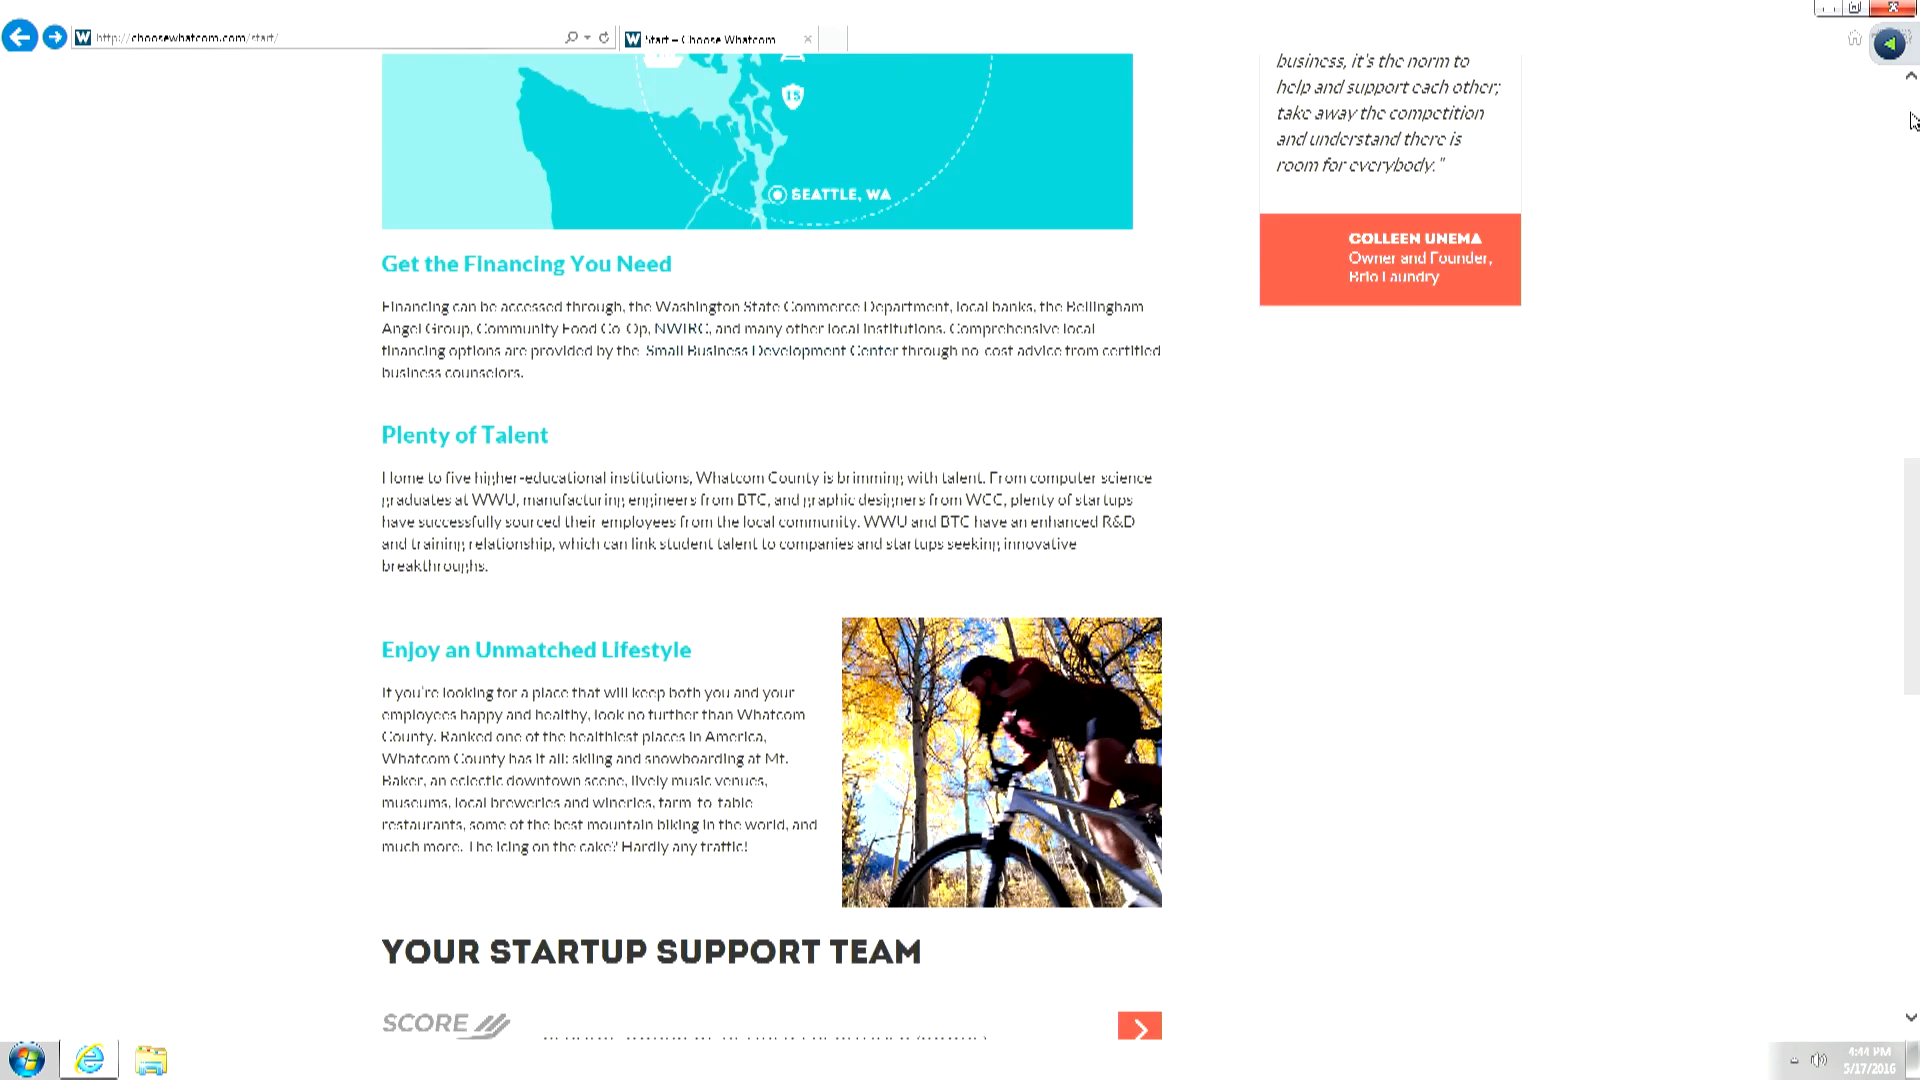 http://choosewhatcom.com/start/
Start – Choose Whatcom
15
SEATTLE, WA
business, it's the norm to
help and support each other;
take away the competition
and understand there is
room for everybody."
COLLEEN UNEMA
Owner and Founder,
Brio Laundry
Get the Financing You Need
Financing can be accessed through, the Washington State Commerce Department, local banks, the Bellingham
Angel Group, Community Food Co-Op, NWIRC, and many other local institutions. Comprehensive local
financing options are provided by the Small Business Development Center through no-cost advice from certified
business counselors.
Plenty of Talent
Home to five higher-educational institutions, Whatcom County is brimming with talent. From computer science
graduates at WWU, manufacturing engineers from BTC, and graphic designers from WCC, plenty of startups
have successfully sourced their employees from the local community. WWU and BTC have an enhanced R&D
and training relationship, which can link student talent to companies and startups seeking innovative
breakthroughs.
Enjoy an Unmatched Lifestyle
If you're looking for a place that will keep both you and your
employees happy and healthy, look no further than Whatcom
County. Ranked one of the healthiest places in America,
Whatcom County has it all: skiing and snowboarding at Mt.
Baker, an eclectic downtown scene, lively music venues,
museums, local breweries and wineries, farm-to-table
restaurants, some of the best mountain biking in the world, and
much more. The icing on the cake? Hardly any traffic!
YOUR STARTUP SUPPORT TEAM
SCORE
4:44 PM
5/17/2016